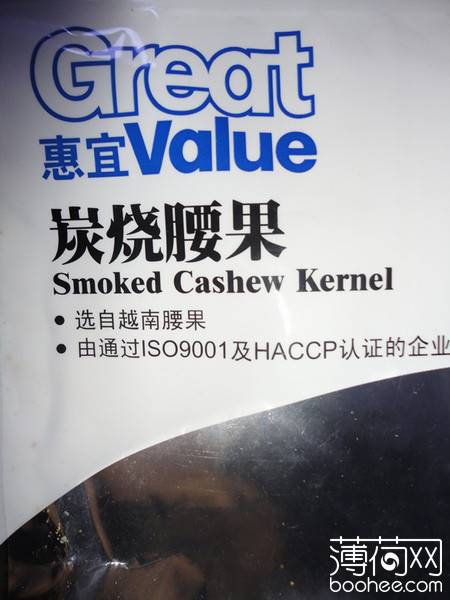 Great
惠宜Value
炭烧腰果
Smoked Cashew Kernel
• 选自越南腰果
• 由通过ISO9001及HACCP认证的企业
薄荷网
boohee.com